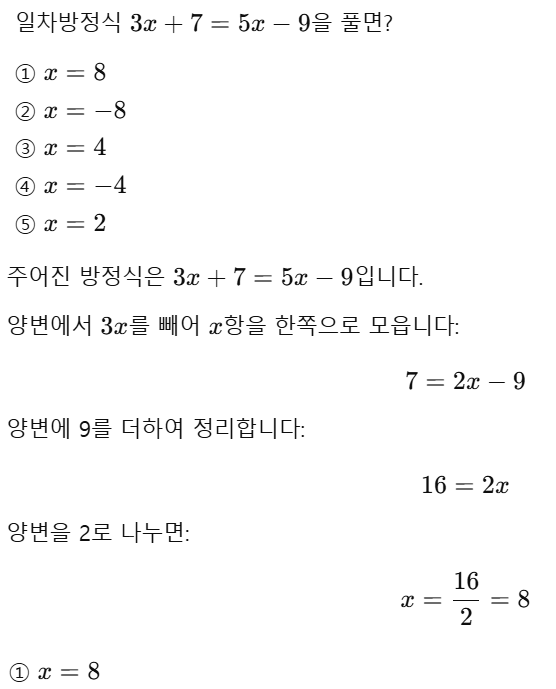 일차방정식 3x + 7 = 5x − 9을 풀면?
① x = 8
② x = −8
③ x = 4
④ x = −4
⑤ x = 2
주어진 방정식은 3x + 7 = 5x − 9입니다.
양변에서 3x를 빼어 x항을 한쪽으로 모읍니다:
7 = 2x − 9
양변에 9를 더하여 정리합니다:
16 = 2x
양변을 2로 나누면:
x = 16/2 = 8
① x = 8